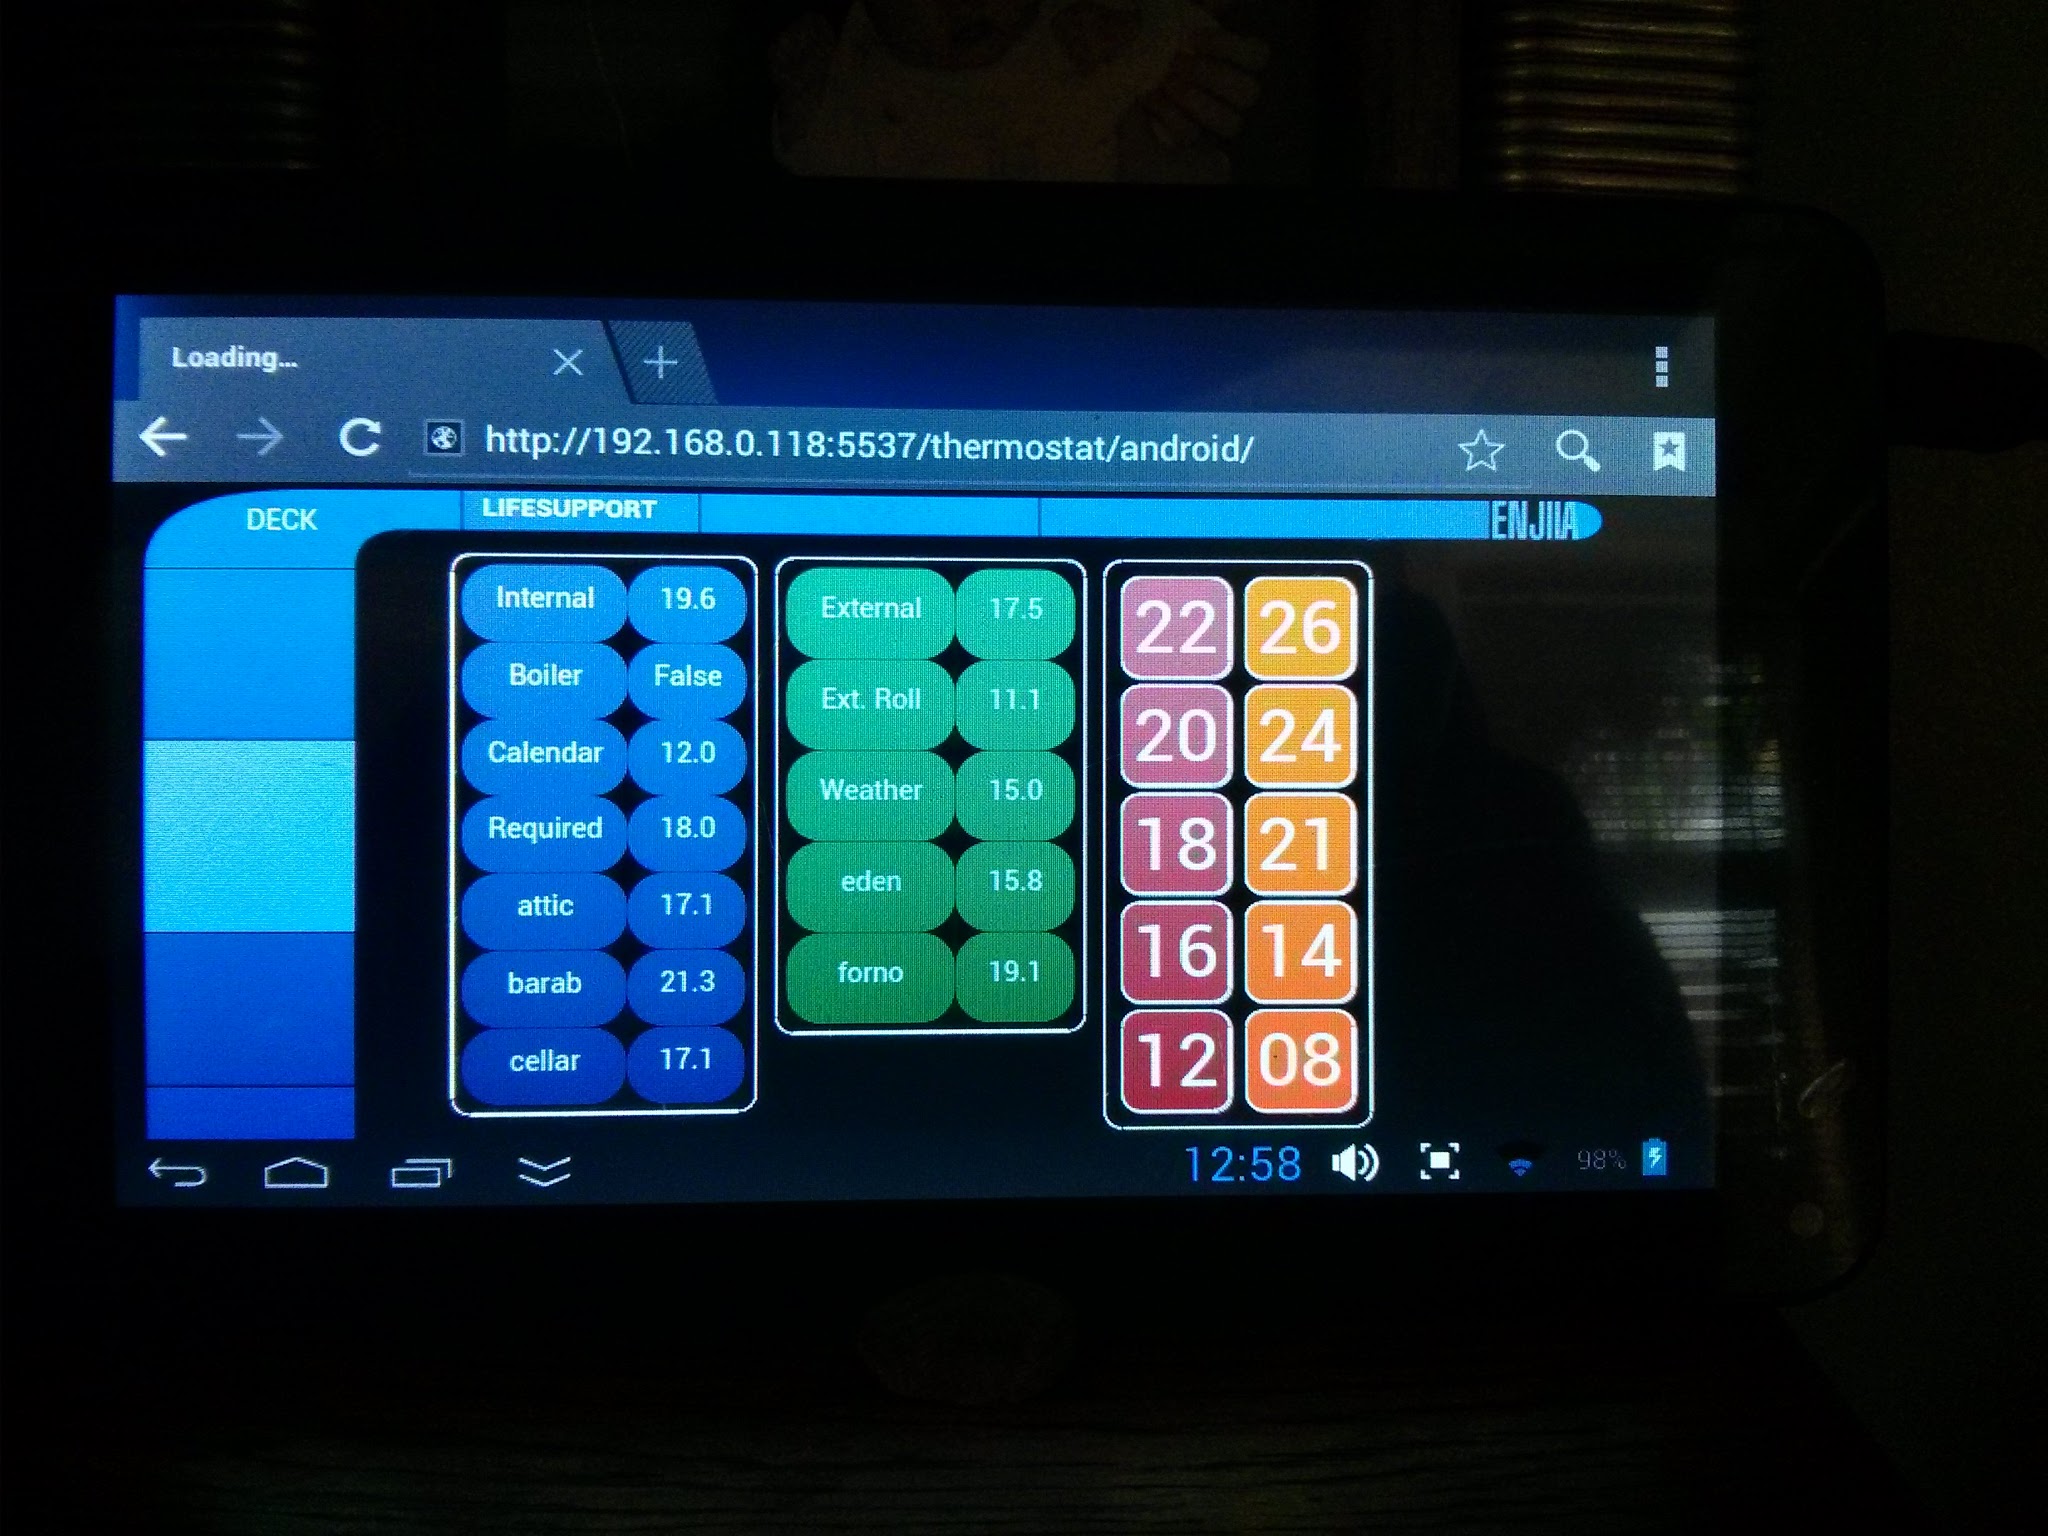 Loading...
http://192.168.0.118:5537/thermostat/android/
DECK
LIFESUPPORT
ENJIIA
Internal 19.6
Boiler False
Calendar 12.0
Required 18.0
attic 17.1
barab 21.3
cellar 17.1
External 17.5
Ext. Roll 11.1
Weather 15.0
eden 15.8
forno 19.1
22 26
20 24
18 21
16 14
12 08
12:58
98%